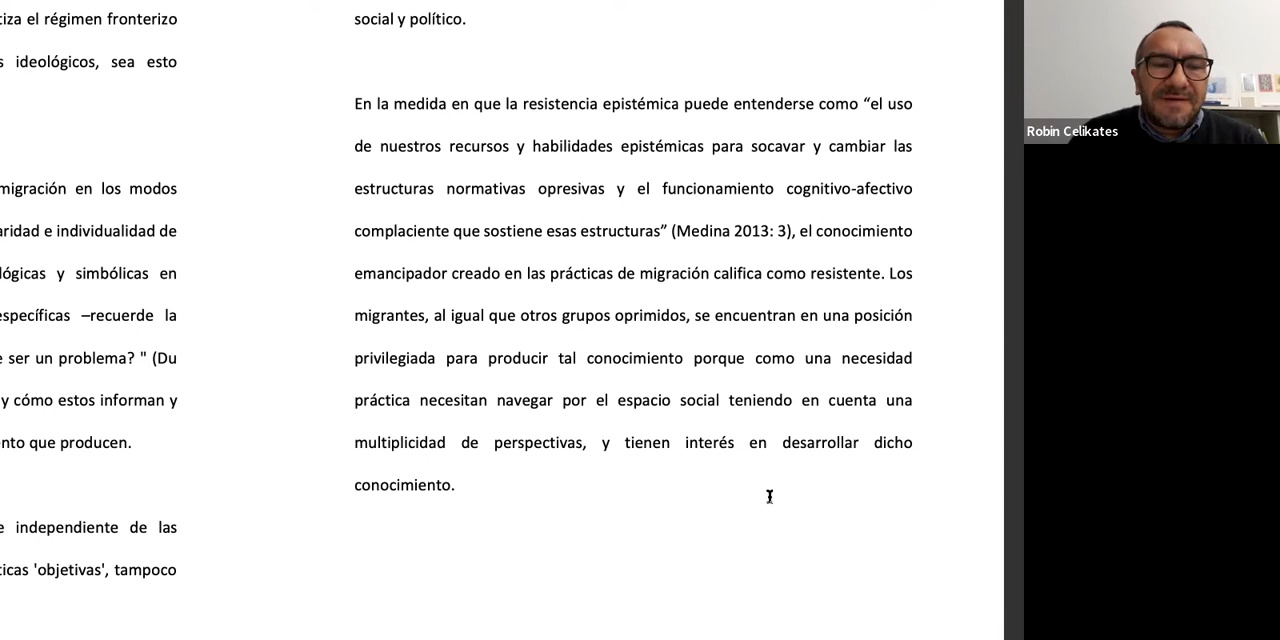 tiza el régimen fronterizo
s ideológicos, sea esto
migración en los modos
aridad e individualidad de
lógicas y simbólicas en
específicas –recuerde la
e ser un problema? " (Du
y cómo estos informan y
ento que producen.
e independiente de las
ticas 'objetivas', tampoco
social y político.
En la medida en que la resistencia epistémica puede entenderse como “el uso
de nuestros recursos y habilidades epistémicas para socavar y cambiar las
estructuras normativas opresivas y el funcionamiento cognitivo-afectivo
complaciente que sostiene esas estructuras” (Medina 2013: 3), el conocimiento
emancipador creado en las prácticas de migración califica como resistente. Los
migrantes, al igual que otros grupos oprimidos, se encuentran en una posición
privilegiada para producir tal conocimiento porque como una necesidad
práctica necesitan navegar por el espacio social teniendo en cuenta una
multiplicidad de perspectivas, y tienen interés en desarrollar dicho
conocimiento.
Robin Celikates